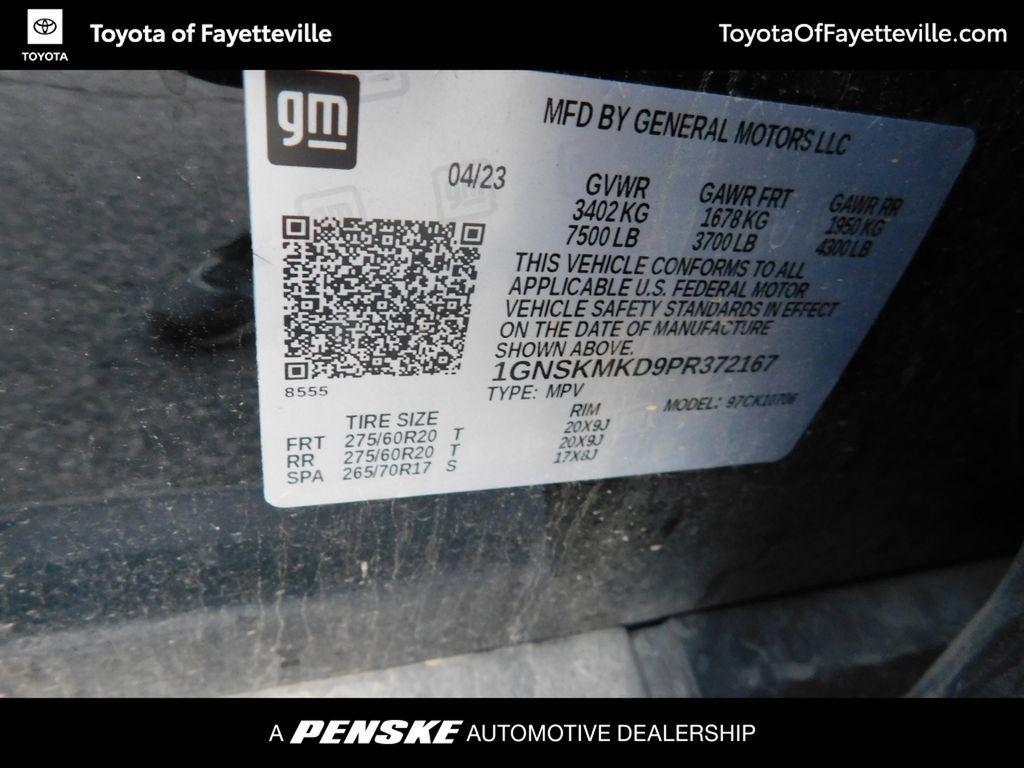 TOYOTA
Toyota of Fayetteville
ToyotaOfFayetteville.com
gm
MFD BY GENERAL MOTORS LLC
04/23
GVWR GAWR FRT GAWR RR
3402 KG 1678 KG 1950 KG
7500 LB 3700 LB 4300 LB
THIS VEHICLE CONFORMS TO ALL
APPLICABLE U.S. FEDERAL MOTOR
VEHICLE SAFETY STANDARDS IN EFFECT
ON THE DATE OF MANUFACTURE
SHOWN ABOVE.
1GNSKMKD9PR372167
8555
TYPE: MPV MODEL: 97CK10706
TIRE SIZE RIM
FRT 275/60R20 T 20X9J
RR 275/60R20 T 20X9J
SPA 265/70R17 S 17X8J
A PENSKE AUTOMOTIVE DEALERSHIP